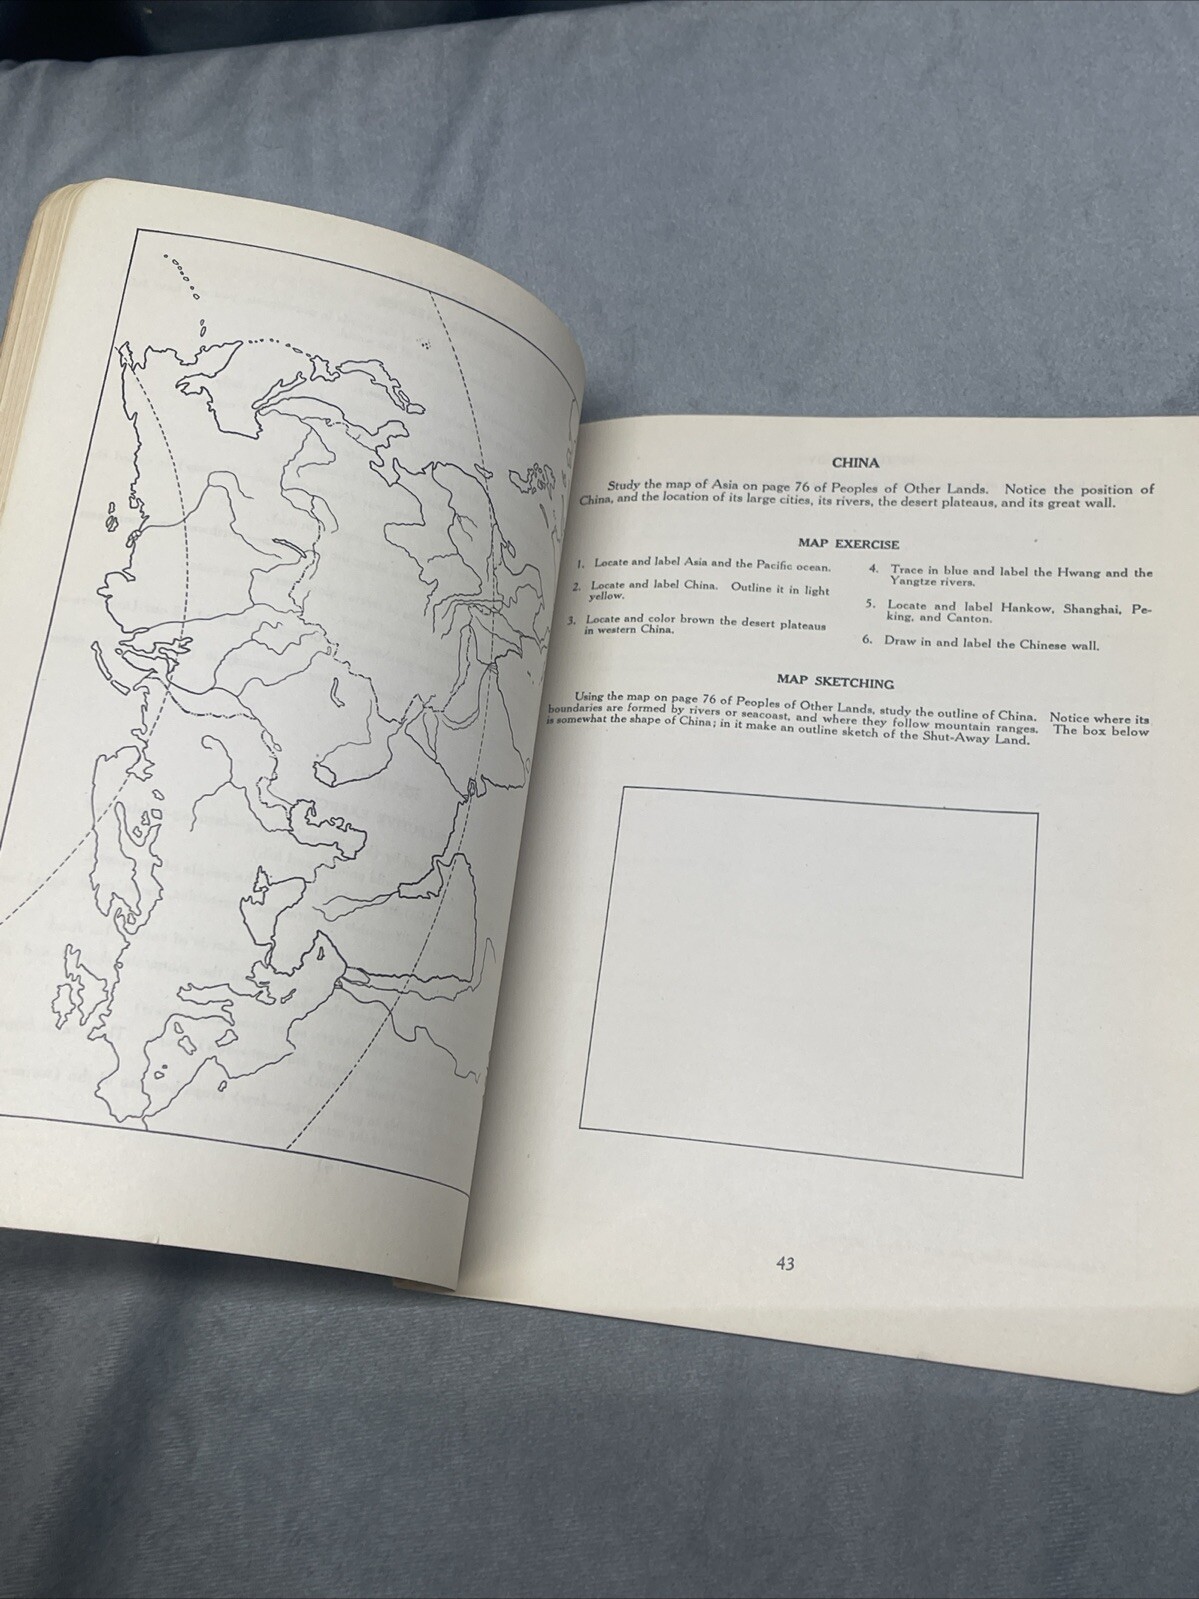 CHINA
Study the map of Asia on page 76 of Peoples of Other Lands. Notice the position of
China, and the location of its large cities, its rivers, the desert plateaus, and its great wall.
MAP EXERCISE
1. Locate and label Asia and the Pacific ocean.
2. Locate and label China. Outline it in light
yellow.
3. Locate and color brown the desert plateaus
in western China.
4. Trace in blue and label the Hwang and the
Yangtze rivers.
5. Locate and label Hankow, Shanghai, Pe-
king, and Canton.
6. Draw in and label the Chinese wall.
MAP SKETCHING
Using the map on page 76 of Peoples of Other Lands, study the outline of China. Notice where its
boundaries are formed by rivers or seacoast, and where they follow mountain ranges. The box below
is somewhat the shape of China; in it make an outline sketch of the Shut-Away Land.
43